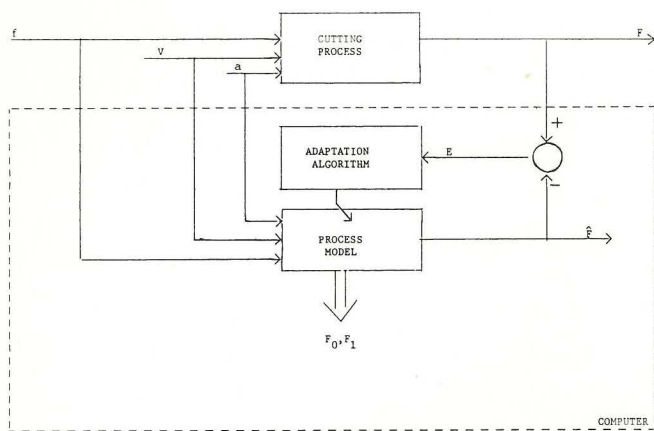 f
V
a
CUTTING
PROCESS
F
+
ADAPTATION
ALGORITHM
E
-
PROCESS
MODEL
F̂
F0,F1
COMPUTER